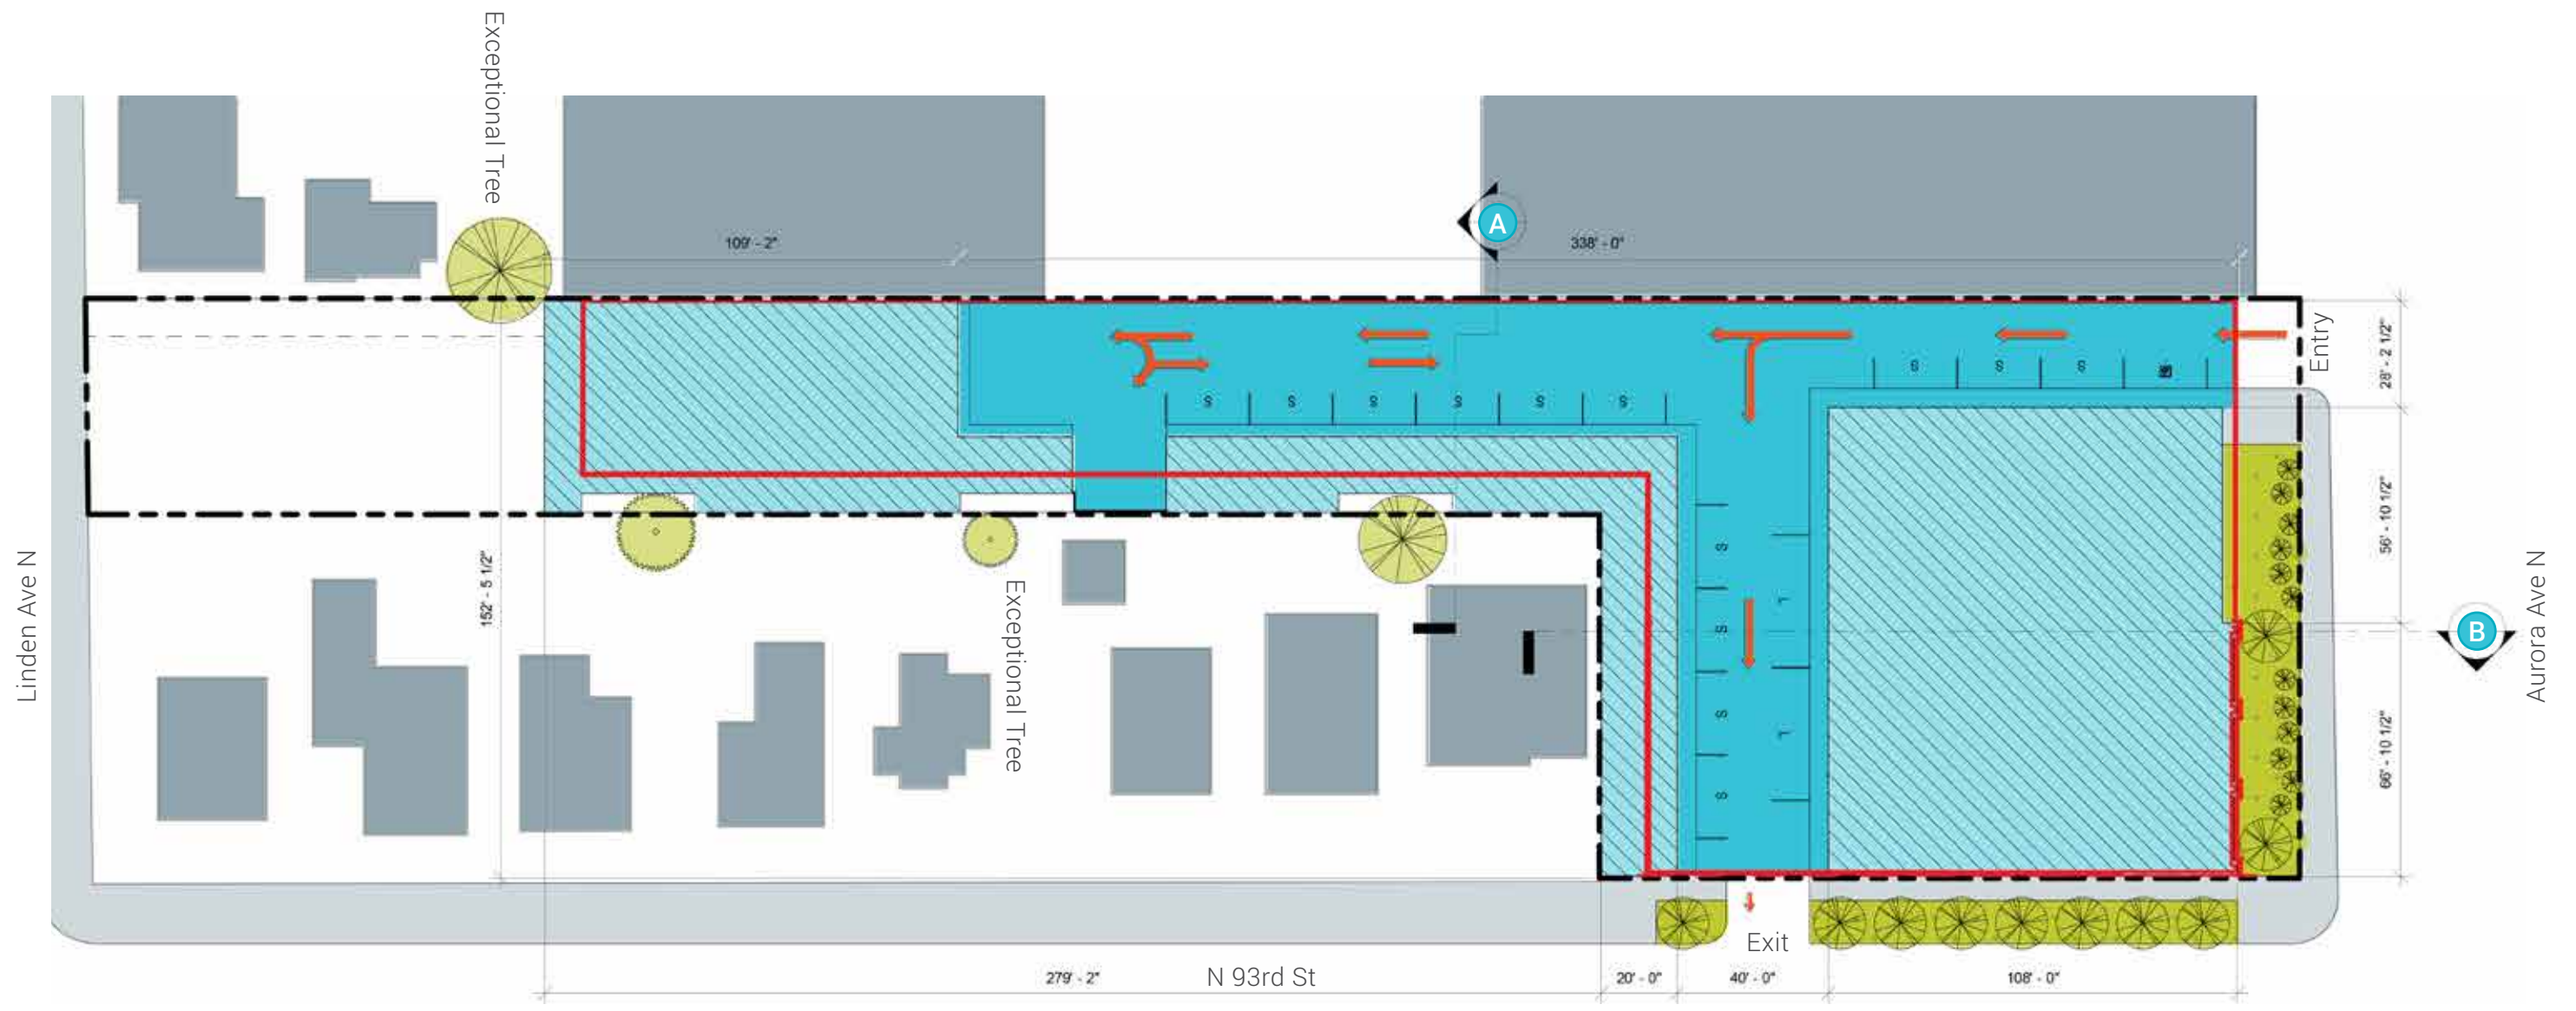 Exceptional Tree
109' - 2"
A
338' - 0"
Entry
28' - 2 1/2"
S
S
S
S
S
S
S
S
S
56' - 10 1/2"
Linden Ave N
152' - 5 1/2"
Exceptional Tree
S
L
S
B
Aurora Ave N
S
L
S
66' - 10 1/2"
Exit
279' - 2"
N 93rd St
20' - 0"
40' - 0"
108' - 0"